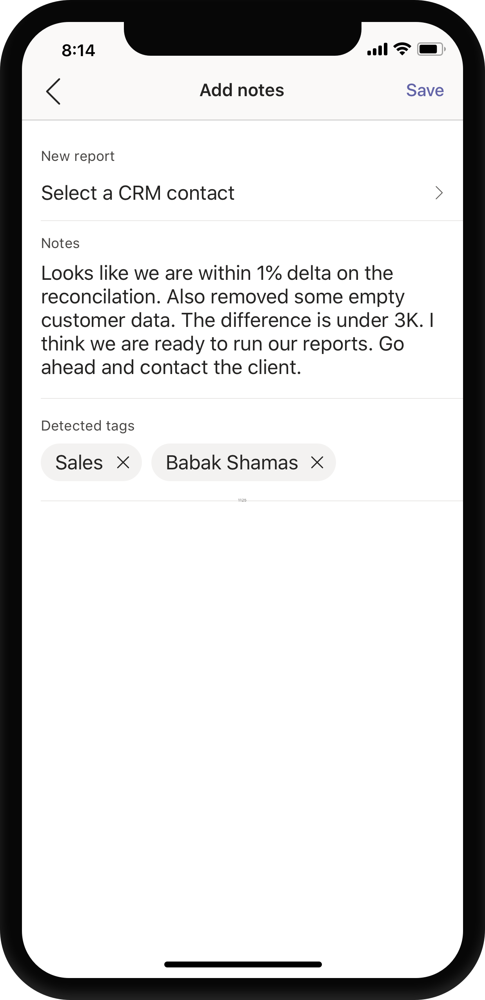 8:14
Add notes
Save
New report
Select a CRM contact
Notes
Looks like we are within 1% delta on the
reconcilation. Also removed some empty
customer data. The difference is under 3K. I
think we are ready to run our reports. Go
ahead and contact the client.
Detected tags
Sales
Babak Shamas
1125